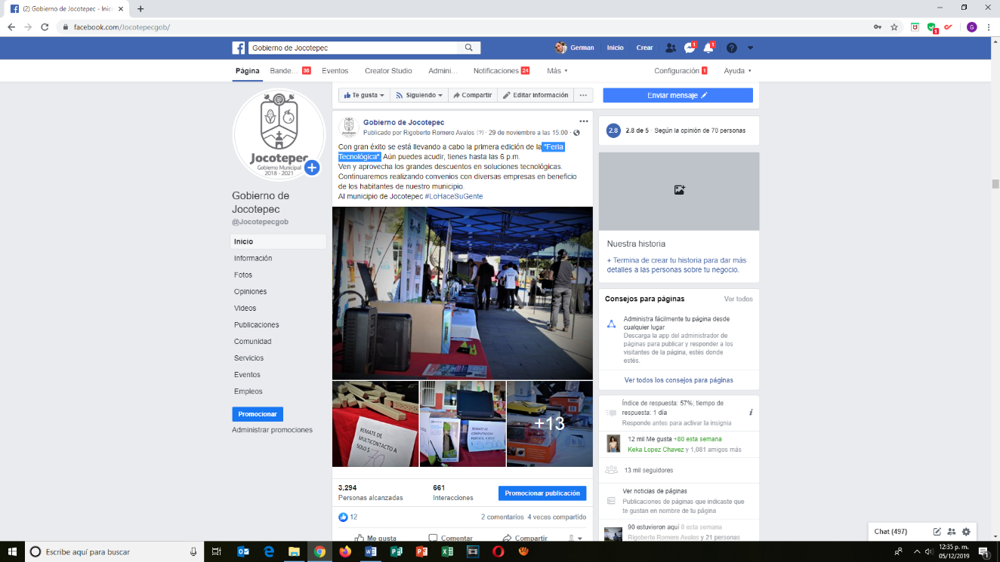 (2) Gobierno de Jocotepec - Inic
facebook.com/Jocotepecgob/
G
Gobierno de Jocotepec
German
Inicio
Crear
1
1
Página
Bande... 36
Eventos
Creator Studio
Admini...
Notificaciones 24
Más
Configuración 1
Ayuda
Jocotepec
Gobierno Municipal
2018 - 2021
Gobierno de
Jocotepec
@Jocotepecgob
Inicio
Información
Fotos
Opiniones
Videos
Publicaciones
Comunidad
Servicios
Eventos
Empleos
Promocionar
Administrar promociones
Te gusta
Siguiendo
Compartir
Editar información
Gobierno de Jocotepec
Publicado por Rigoberto Romero Avalos [?] · 29 de noviembre a las 15:00 ·
Con gran éxito se está llevando a cabo la primera edición de la "Feria
Tecnológica". Aún puedes acudir, tienes hasta las 6 p.m.
Ven y aprovecha los grandes descuentos en soluciones tecnológicas.
Continuaremos realizando convenios con diversas empresas en beneficio
de los habitantes de nuestro municipio.
Al municipio de Jocotepec #LoHaceSuGente
REMATE DE
MULTICONTACTO A
SOLO $
70
REMATE DE
COMPUTADORA
+13
3,294
Personas alcanzadas
661
Interacciones
Promocionar publicación
12
2 comentarios 4 veces compartido
Me gusta
Comentar
Compartir
Enviar mensaje
2.8
2.8 de 5 · Según la opinión de 70 personas
Nuestra historia
+ Termina de crear tu historia para dar más
detalles a las personas sobre tu negocio.
Consejos para páginas
Ver todos
Administra fácilmente tu página desde
cualquier lugar
Descarga la app del administrador de
páginas para publicar y responder a los
visitantes de la página, estés donde
estés.
Ver todos los consejos para páginas
Índice de respuesta: 57%, tiempo de
respuesta: 1 día
Responde antes para activar la insignia
12 mil Me gusta +80 esta semana
Keka Lopez Chavez y 1,081 amigos más
13 mil seguidores
Ver noticias de páginas
Publicaciones de páginas que indicaste que
te gustan en nombre de tu página
90 estuvieron aquí 0 esta semana
Rigoberto Romero Avalos y 21 personas
Chat (497)
Escribe aquí para buscar
12:35 p. m.
05/12/2019
1